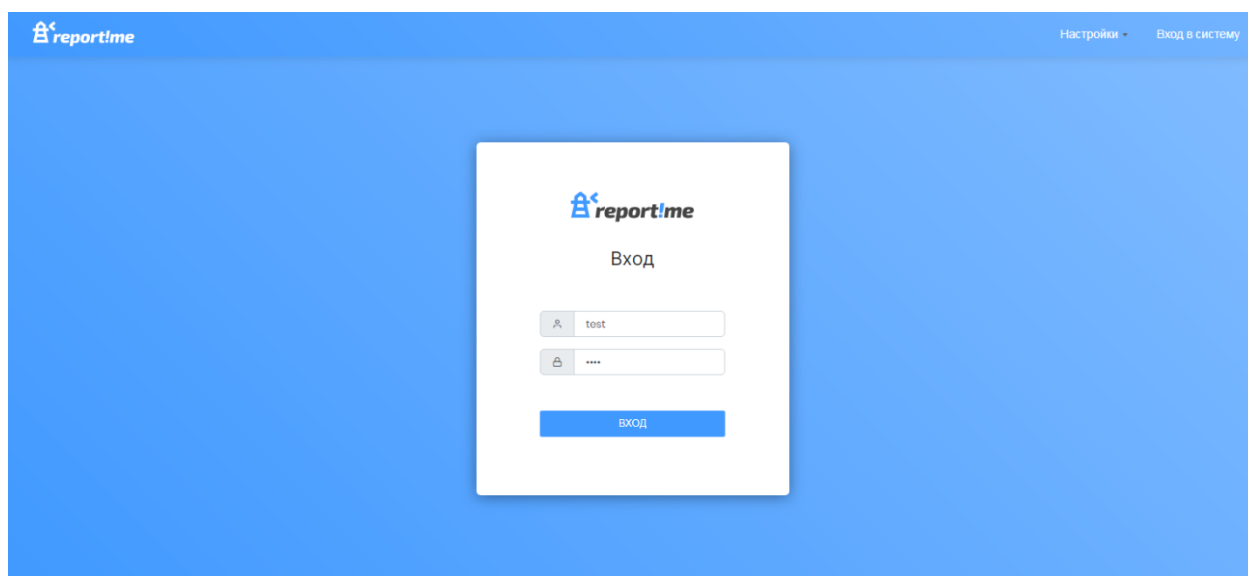 report!me
Настройки
Вход в систему
report!me
Вход
test
••••
ВХОД